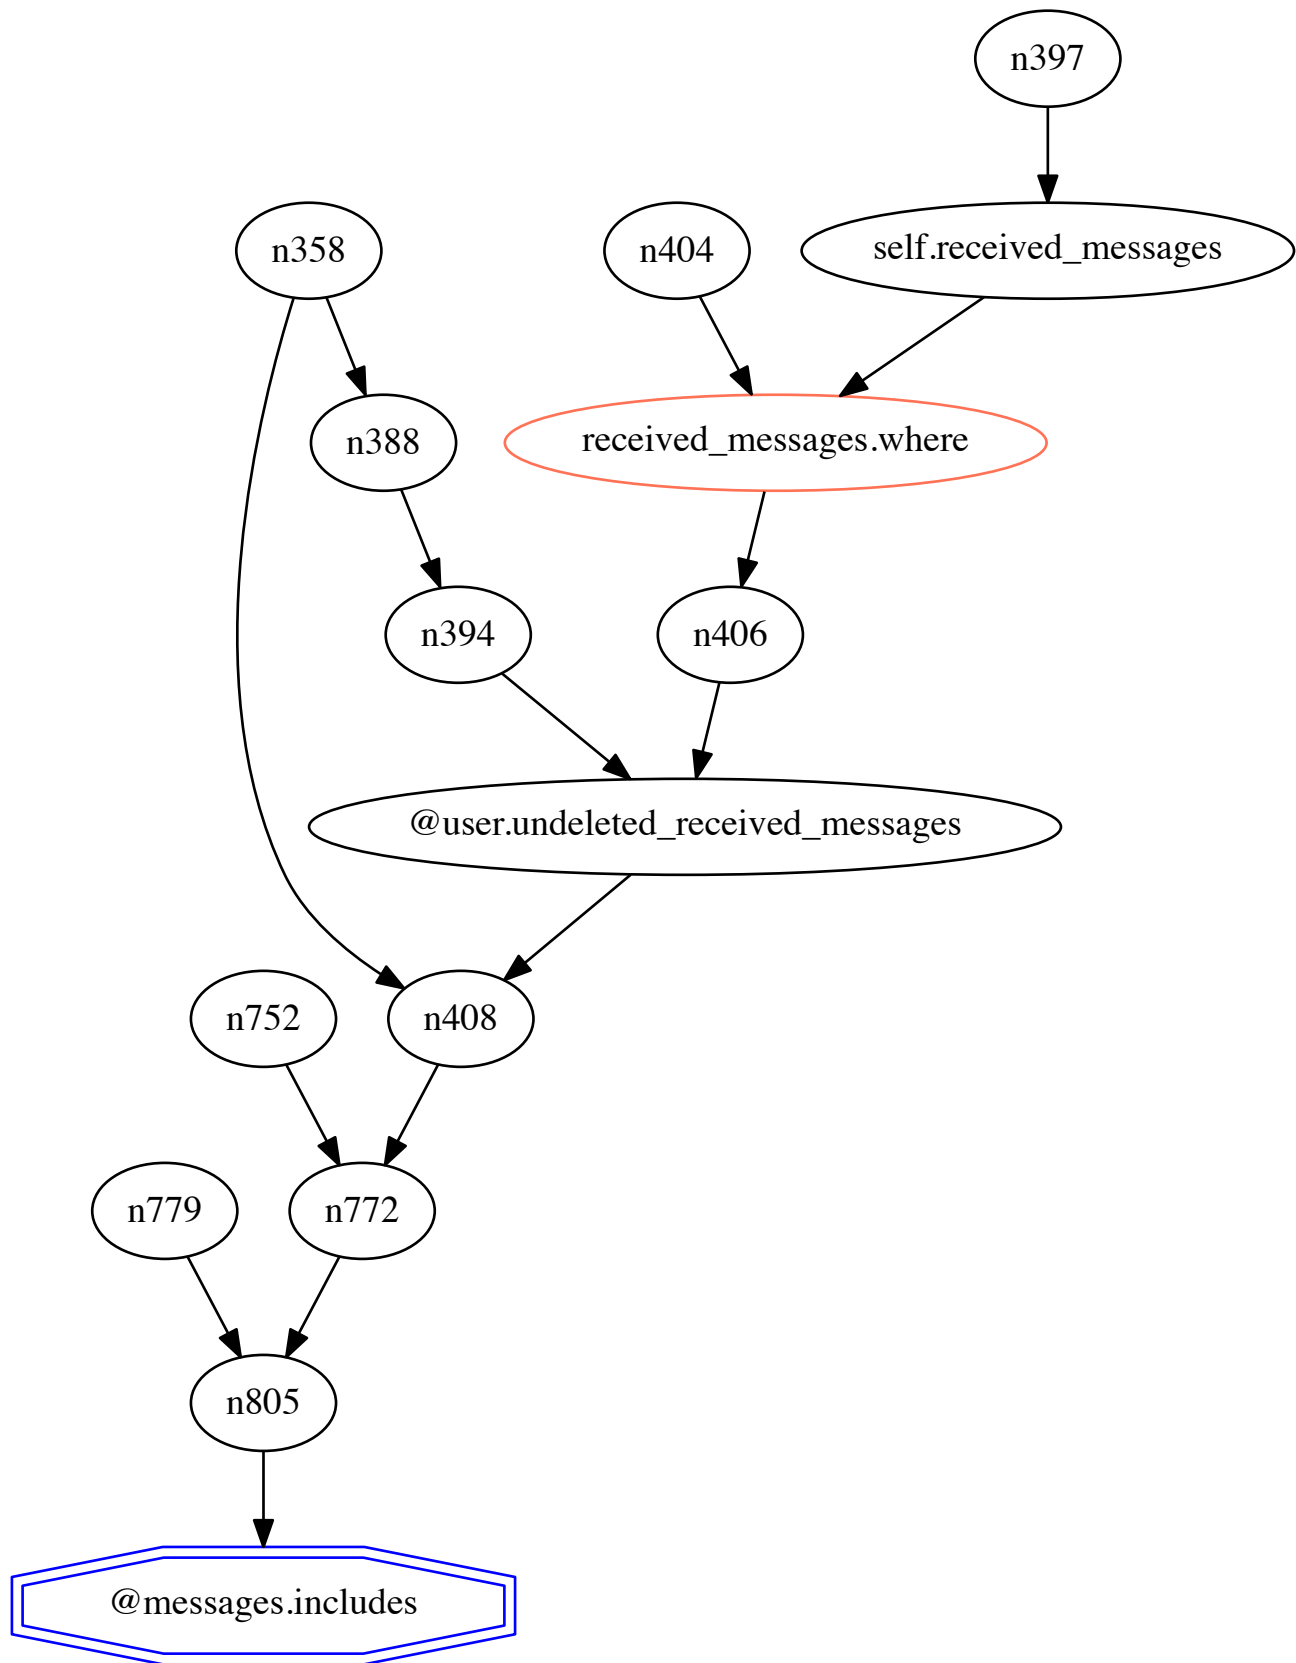 n397
n358
n404
self.received_messages
n388
received_messages.where
n394
n406
@user.undeleted_received_messages
n752
n408
n779
n772
n805
@messages.includes